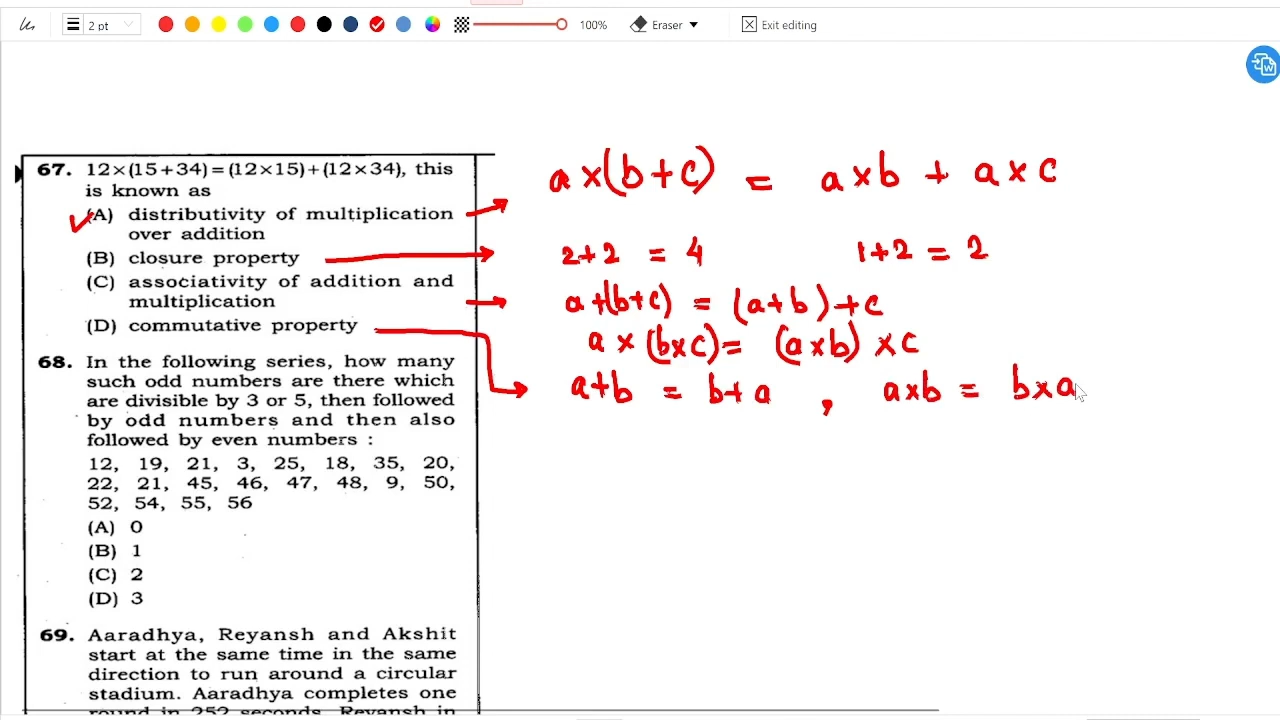 2 pt 100% Eraser Exit editing
67. 12×(15+34)=(12×15)+(12×34), this
is known as
(A) distributivity of multiplication
over addition
(B) closure property
(C) associativity of addition and
multiplication
(D) commutative property
a×(b+c) = a×b + a×c
2+2 = 4 1+2 = 2
a+(b+c) = (a+b)+c
a×(b×c)= (a×b)×c
a+b = b+a , a×b = b×a
68. In the following series, how many
such odd numbers are there which
are divisible by 3 or 5, then followed
by odd numbers and then also
followed by even numbers :
12, 19, 21, 3, 25, 18, 35, 20,
22, 21, 45, 46, 47, 48, 9, 50,
52, 54, 55, 56
(A) 0
(B) 1
(C) 2
(D) 3
69. Aaradhya, Reyansh and Akshit
start at the same time in the same
direction to run around a circular
stadium. Aaradhya completes one
round in 252 seconds, Reyansh in